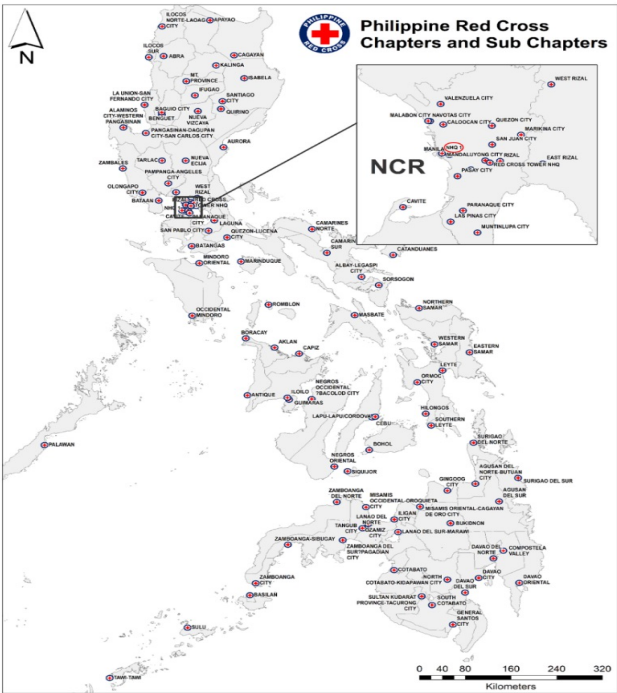 N
PHILIPPINE
RED CROSS
Philippine Red Cross
Chapters and Sub Chapters
ILOCOS
NORTE-LAOAG
CITY
APAYAO
ILOCOS
SUR
ABRA
CAGAYAN
KALINGA
MT.
PROVINCE
ISABELA
IFUGAO
LA UNION-SAN
FERNANDO CITY
SANTIAGO
CITY
BAGUIO CITY
BENGUET
ALAMINOS
CITY-WESTERN
PANGASINAN
NUEVA
VIZCAYA
QUIRINO
PANGASINAN-DAGUPAN
CITY-SAN CARLOS CITY
AURORA
ZAMBALES
TARLAC
NUEVA
ECIJA
PAMPANGA-ANGELES
CITY
OLONGAPO
CITY
WEST
RIZAL
BATAAN
LAGUNA
SAN PABLO CITY
QUEZON-LUCENA
CITY
BATANGAS
MINDORO
ORIENTAL
MARINDUQUE
CAMARINES
NORTE
CAMARIN
SUR
CATANDUANES
ALBAY-LEGASPI
CITY
SORSOGON
OCCIDENTAL
MINDORO
ROMBLON
MASBATE
NORTHERN
SAMAR
BORACAY
AKLAN
CAPIZ
WESTERN
SAMAR
EASTERN
SAMAR
LEYTE
ORMOC
CITY
ANTIQUE
ILOILO
GUIMARAS
NEGROS
OCCIDENTAL
?BACOLOD CITY
LAPU-LAPU/CORDOVA
CEBU
HILONGOS
SOUTHERN
LEYTE
BOHOL
SURIGAO
DEL NORTE
PALAWAN
NEGROS
ORIENTAL
SIQUIJOR
AGUSAN DEL
NORTE-BUTUAN
CITY
GINGOOG
CITY
SURIGAO DEL SUR
AGUSAN
DEL SUR
ZAMBOANGA
DEL NORTE
MISAMIS
OCCIDENTAL-OROQUIETA
CITY
MISAMIS ORIENTAL-CAGAYAN
DE ORO CITY
LANAO DEL
NORTE
ILIGAN
CITY
TANGUB
CITY
OZAMIZ
CITY
BUKIDNON
LANAO DEL SUR-MARAWI
ZAMBOANGA-SIBUGAY
ZAMBOANGA DEL
SUR?PAGADIAN
CITY
DAVAO DEL
NORTE
COMPOSTELA
VALLEY
COTABATO
NORTH
COTABATO-KIDAPAWAN CITY
DAVAO
CITY
DAVAO
DEL SUR
DAVAO
ORIENTAL
ZAMBOANGA
CITY
BASILAN
SULTAN KUDARAT
PROVINCE-TACURONG
CITY
SOUTH
COTABATO
GENERAL
SANTOS
CITY
SULU
TAWI-TAWI
NCR
WEST RIZAL
VALENZUELA CITY
MALABON CITY
NAVOTAS CITY
CALOOCAN CITY
QUEZON CITY
MARIKINA CITY
SAN JUAN CITY
MANILA
NHQ
MANDALUYONG CITY
RIZAL
RED CROSS TOWER NHQ
EAST RIZAL
PASAY CITY
CAVITE
PARANAQUE CITY
LAS PINAS CITY
MUNTINLUPA CITY
0 40 80 160 240 320
Kilometers